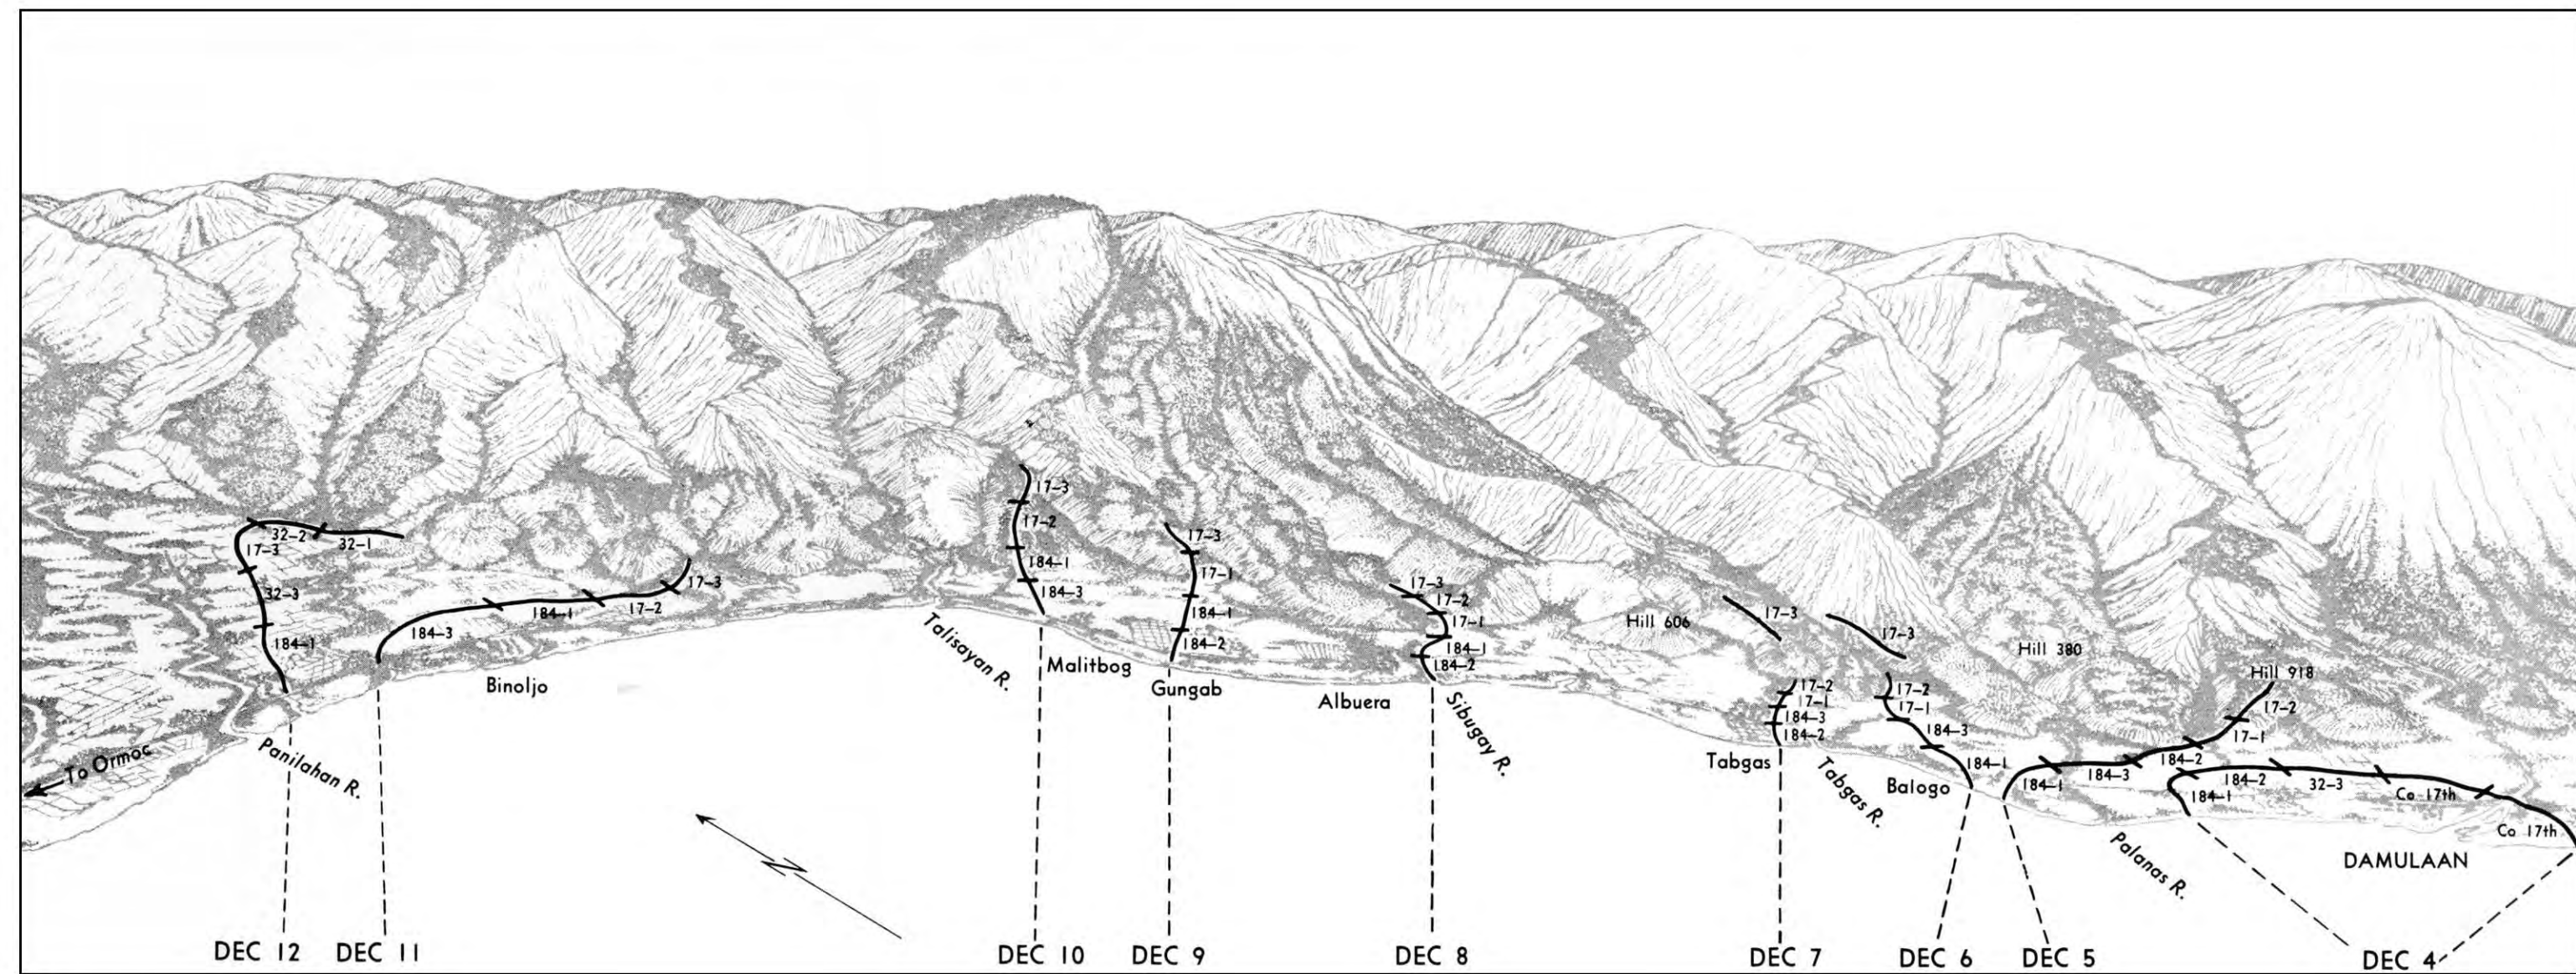 32-2
32-1
17-3
32-3
184-1
17-3
17-2
184-1
184-3
17-3
17-2
184-1
184-3
17-3
17-1
184-1
184-2
17-3
17-2
17-1
184-1
184-2
Hill 606
17-3
17-3
17-2
17-1
184-3
184-2
17-2
17-1
184-3
184-1
Hill 380
Hill 918
17-2
17-1
184-2
184-3
184-1
184-1
184-2
32-3
Co 17th
Co 17th
To Ormoc
Panilahan R.
Binoljo
Talisayan R.
Malitbog
Gungab
Albuera
Sibugay R.
Tabgas
Tabgas R.
Balogo
Palanas R.
DAMULAAN
DEC 12
DEC 11
DEC 10
DEC 9
DEC 8
DEC 7
DEC 6
DEC 5
DEC 4